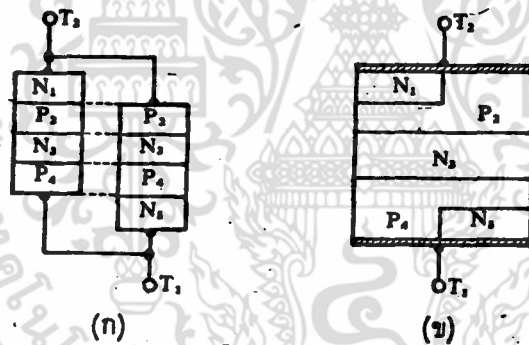 T₂ T₂
N₁ N₁
P₂ P₂ P₂
N₃ N₃ N₃
P₄ P₄
N₅ P₄ N₅
T₁ T₁
(ก) (ข)